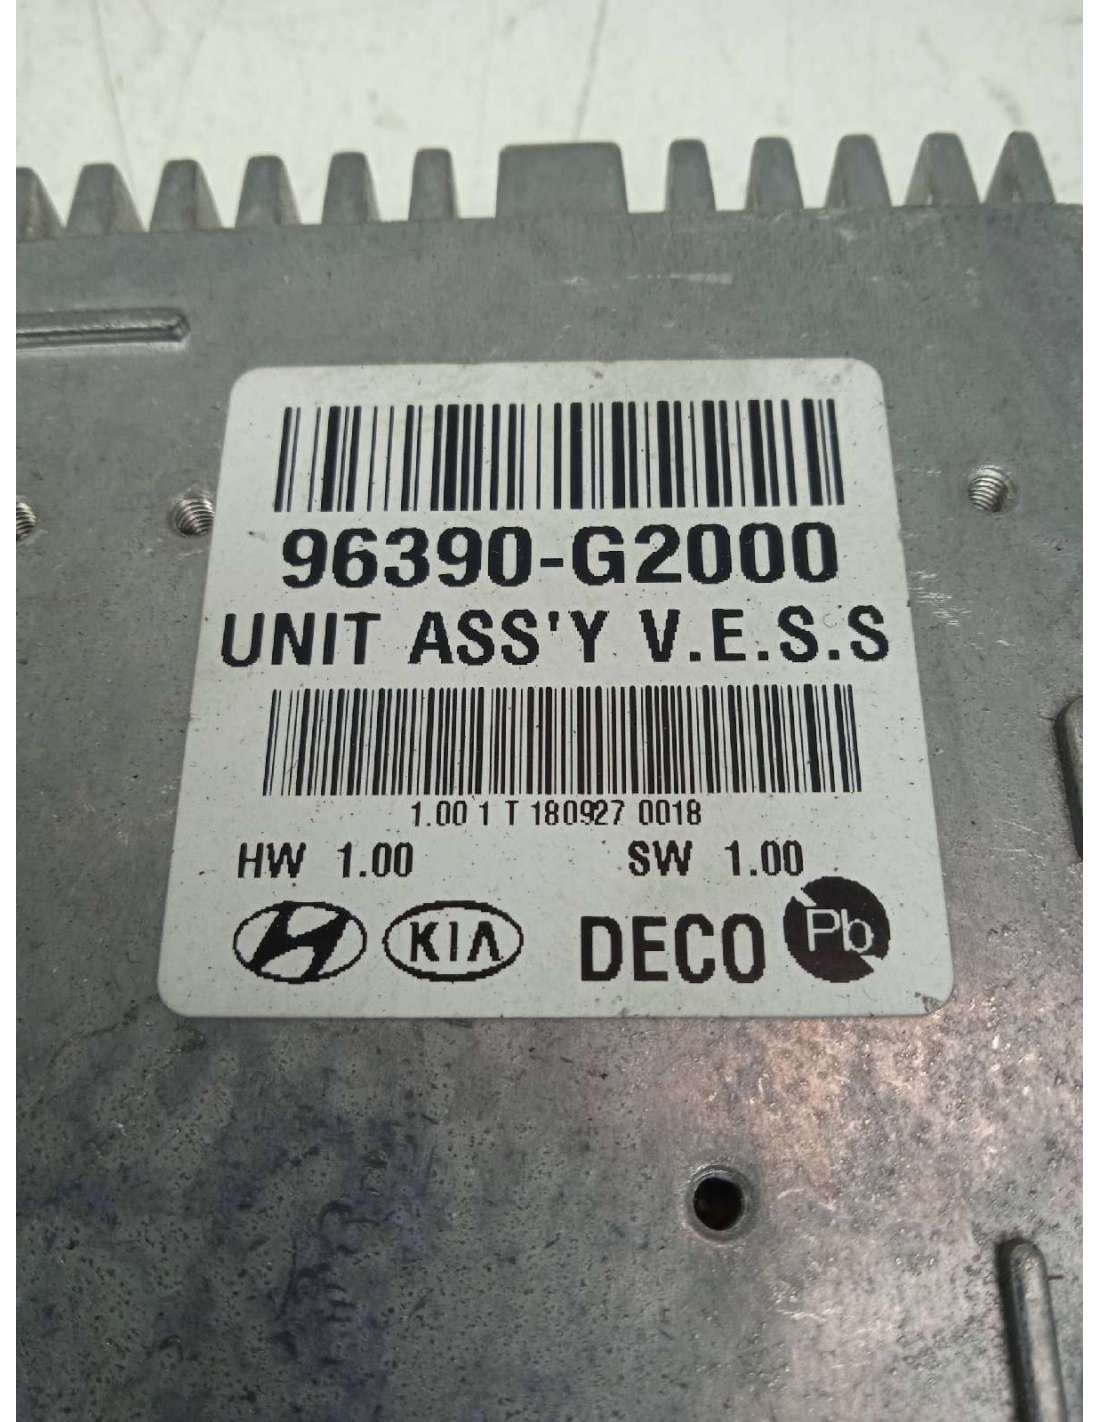 96390-G2000
UNIT ASS'Y V.E.S.S
1.00 1 T 180927 0018
HW 1.00 SW 1.00
KIA DECO Pb